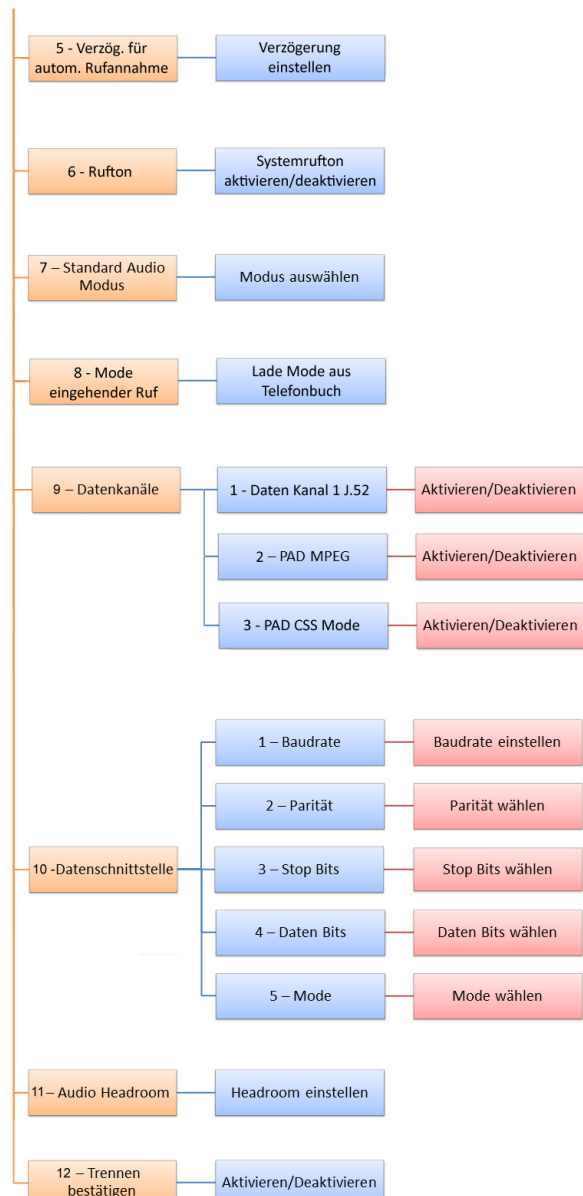 5 - Verzög. für
autom. Rufannahme
Verzögerung
einstellen
6 - Rufton
Systemrufton
aktivieren/deaktivieren
7 – Standard Audio
Modus
Modus auswählen
8 - Mode
eingehender Ruf
Lade Mode aus
Telefonbuch
9 – Datenkanäle
1 - Daten Kanal 1 J.52
Aktivieren/Deaktivieren
2 – PAD MPEG
Aktivieren/Deaktivieren
3 - PAD CSS Mode
Aktivieren/Deaktivieren
10 -Datenschnittstelle
1 – Baudrate
Baudrate einstellen
2 – Parität
Parität wählen
3 – Stop Bits
Stop Bits wählen
4 – Daten Bits
Daten Bits wählen
5 – Mode
Mode wählen
11– Audio Headroom
Headroom einstellen
12 – Trennen
bestätigen
Aktivieren/Deaktivieren